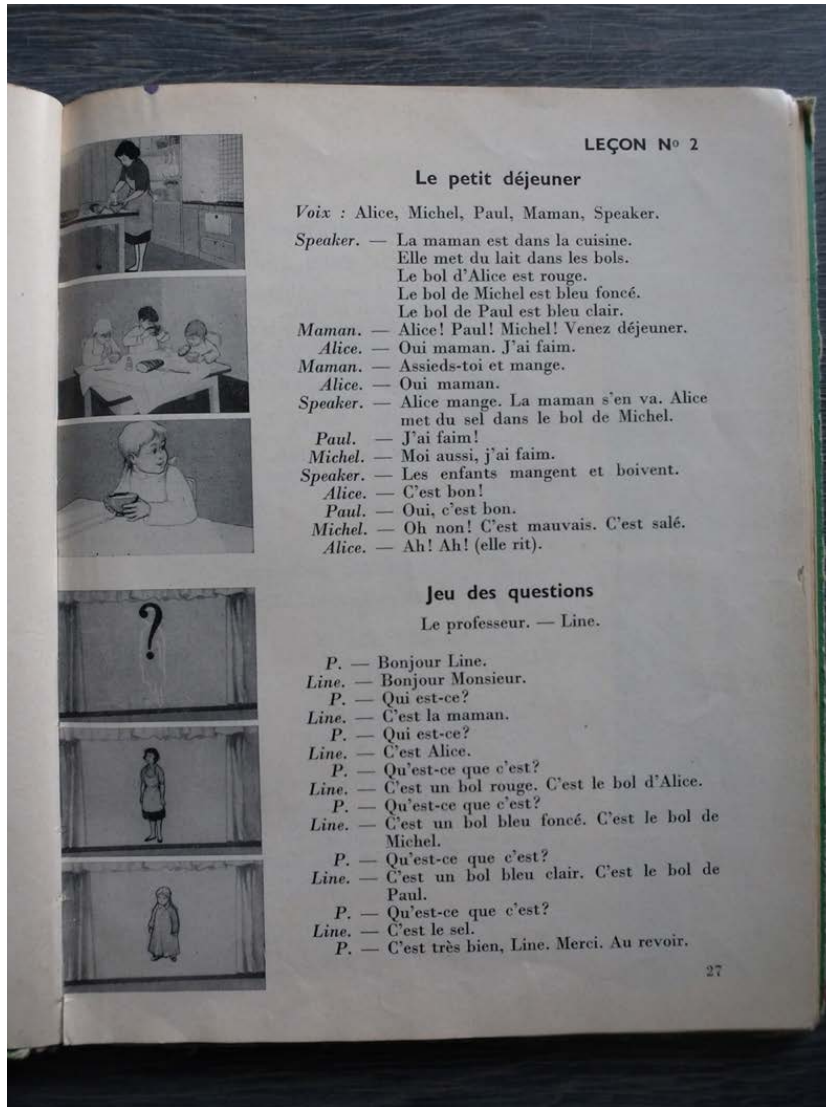 LEÇON Nº 2
Le petit déjeuner
Voix : Alice, Michel, Paul, Maman, Speaker.
Speaker. — La maman est dans la cuisine.
Elle met du lait dans les bols.
Le bol d'Alice est rouge.
Le bol de Michel est bleu foncé.
Le bol de Paul est bleu clair.
Maman. — Alice! Paul! Michel! Venez déjeuner.
Alice. — Oui maman. J'ai faim.
Maman. — Assieds-toi et mange.
Alice. — Oui maman.
Speaker. — Alice mange. La maman s'en va. Alice
met du sel dans le bol de Michel.
Paul. — J'ai faim!
Michel. — Moi aussi, j'ai faim.
Speaker. — Les enfants mangent et boivent.
Alice. — C'est bon!
Paul. — Oui, c'est bon.
Michel. — Oh non! C'est mauvais. C'est salé.
Alice. — Ah! Ah! (elle rit).
?
Jeu des questions
Le professeur. — Line.
P. — Bonjour Line.
Line. — Bonjour Monsieur.
P. — Qui est-ce?
Line. — C'est la maman.
P. — Qui est-ce?
Line. — C'est Alice.
P. — Qu'est-ce que c'est?
Line. — C'est un bol rouge. C'est le bol d'Alice.
P. — Qu'est-ce que c'est?
Line. — C'est un bol bleu foncé. C'est le bol de
Michel.
P. — Qu'est-ce que c'est?
Line. — C'est un bol bleu clair. C'est le bol de
Paul.
P. — Qu'est-ce que c'est?
Line. — C'est le sel.
P. — C'est très bien, Line. Merci. Au revoir.
27